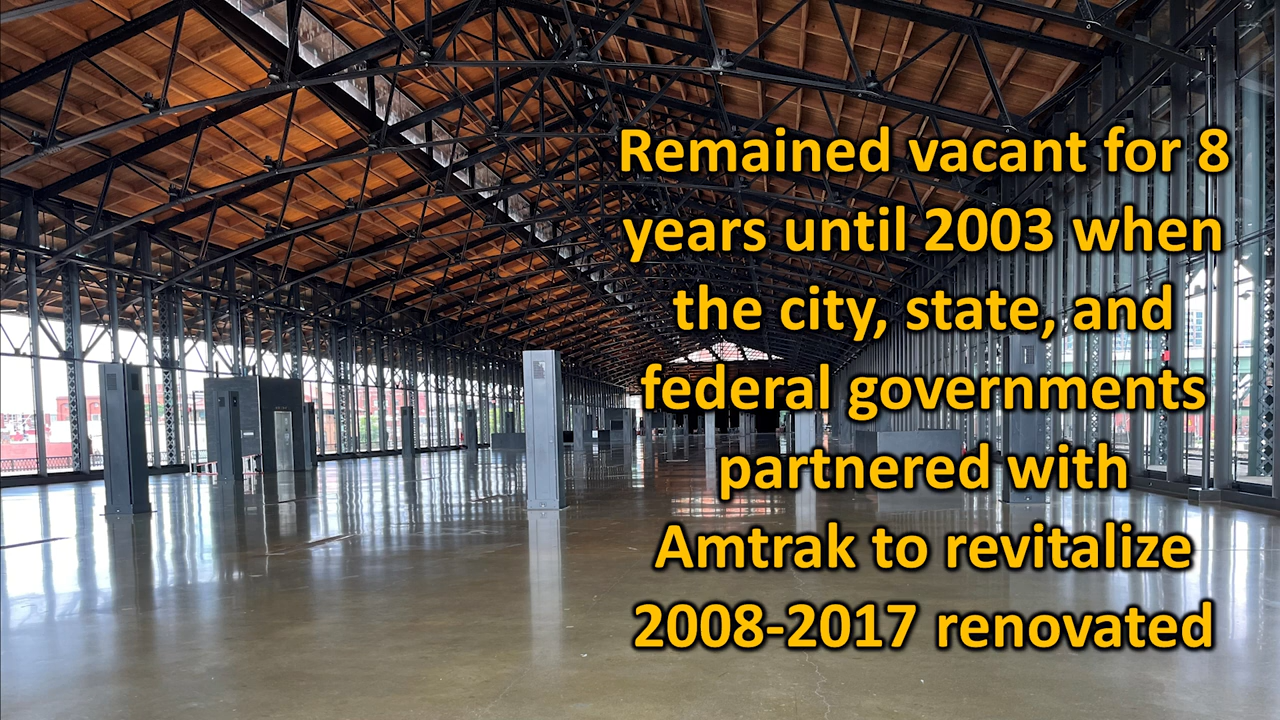 Remained vacant for 8
years until 2003 when
the city, state, and
federal governments
partnered with
Amtrak to revitalize
2008-2017 renovated